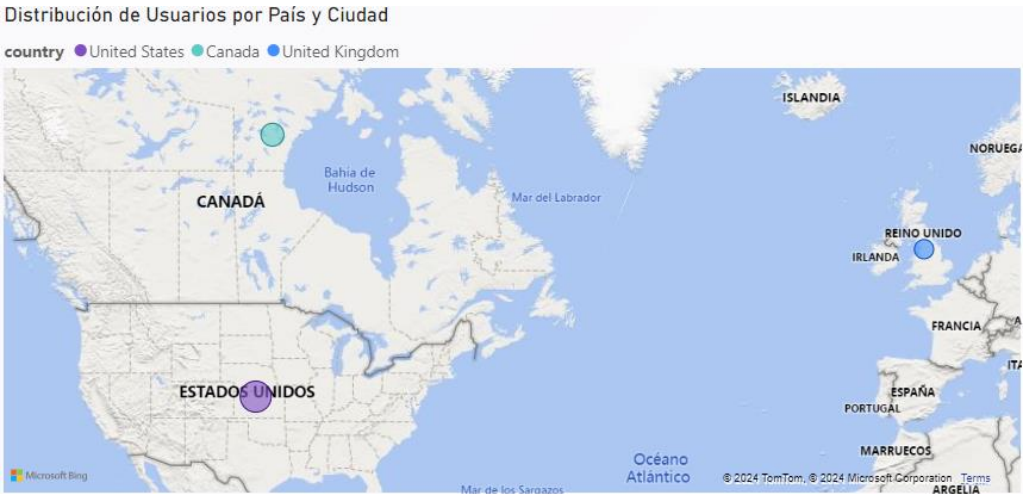 Distribución de Usuarios por País y Ciudad
country United States Canada United Kingdom
ISLANDIA
NORUEGA
Bahía de
Hudson
CANADÁ
Mar del Labrador
REINO UNIDO
IRLANDA
FRANCIA
A
ITA
ESTADOS UNIDOS
ESPAÑA
PORTUGAL
MARRUECOS
Océano
Atlántico
Microsoft Bing
© 2024 TomTom, © 2024 Microsoft Corporation Terms
Mar de los Sargazos
ARGELIA